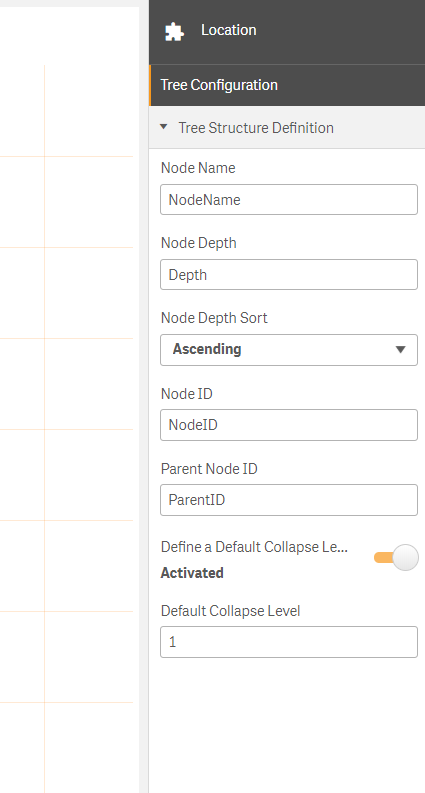 Location
Tree Configuration
Tree Structure Definition
Node Name
NodeName
Node Depth
Depth
Node Depth Sort
Ascending
Node ID
NodeID
Parent Node ID
ParentID
Define a Default Collapse Le...
Activated
Default Collapse Level
1